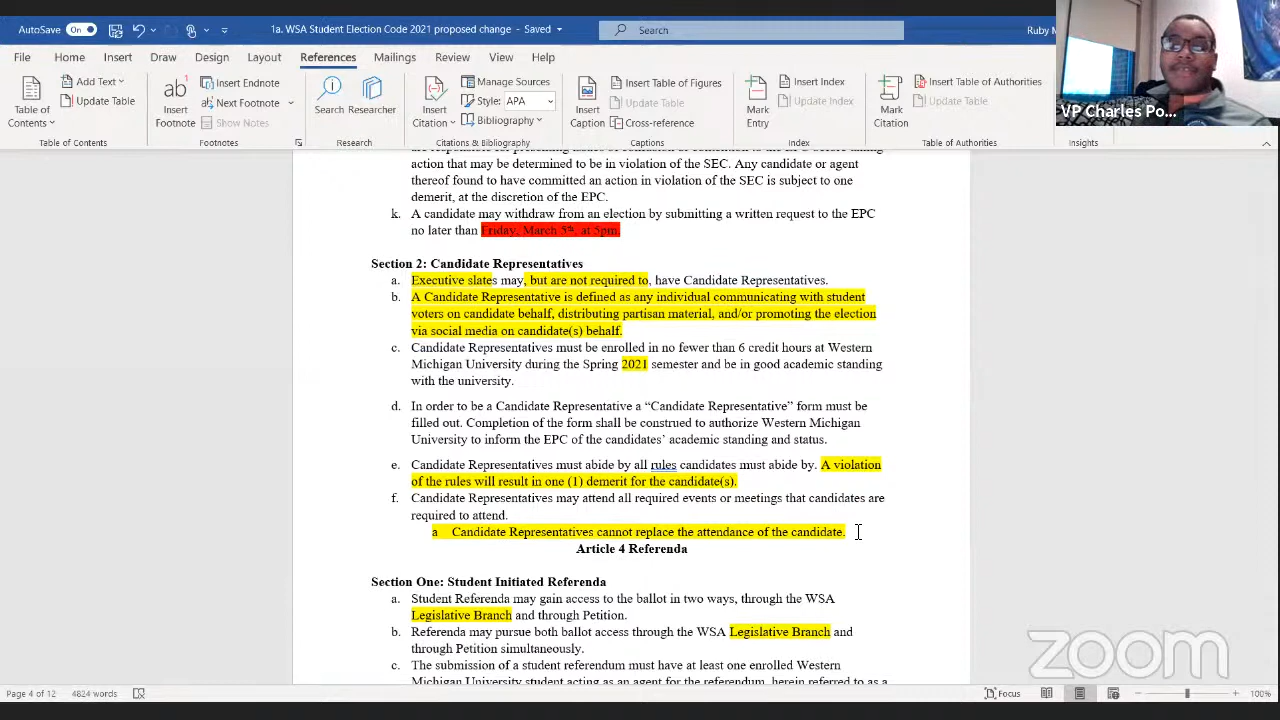 AutoSave On 1a. WSA Student Election Code 2021 proposed change - Saved Search Ruby M
File Home Insert Draw Design Layout References Mailings Review View Help
VP Charles Po...
Table of Contents Add Text Update Table
ab1 Insert Footnote Insert Endnote Next Footnote Show Notes
Search Researcher
Insert Citation Manage Sources Style: APA Bibliography
Insert Caption Insert Table of Figures Update Table Cross-reference
Mark Entry Insert Index Update Index
Mark Citation Insert Table of Authorities Update Table
Table of Contents Footnotes Research Citations & Bibliography Captions Index Table of Authorities Insights
action that may be determined to be in violation of the SEC. Any candidate or agent
thereof found to have committed an action in violation of the SEC is subject to one
demerit, at the discretion of the EPC.
k. A candidate may withdraw from an election by submitting a written request to the EPC
no later than Friday, March 5th, at 5pm.
Section 2: Candidate Representatives
a. Executive slates may, but are not required to, have Candidate Representatives.
b. A Candidate Representative is defined as any individual communicating with student
voters on candidate behalf, distributing partisan material, and/or promoting the election
via social media on candidate(s) behalf.
c. Candidate Representatives must be enrolled in no fewer than 6 credit hours at Western
Michigan University during the Spring 2021 semester and be in good academic standing
with the university.
d. In order to be a Candidate Representative a “Candidate Representative” form must be
filled out. Completion of the form shall be construed to authorize Western Michigan
University to inform the EPC of the candidates’ academic standing and status.
e. Candidate Representatives must abide by all rules candidates must abide by. A violation
of the rules will result in one (1) demerit for the candidate(s).
f. Candidate Representatives may attend all required events or meetings that candidates are
required to attend.
a Candidate Representatives cannot replace the attendance of the candidate.
Article 4 Referenda
Section One: Student Initiated Referenda
a. Student Referenda may gain access to the ballot in two ways, through the WSA
Legislative Branch and through Petition.
b. Referenda may pursue both ballot access through the WSA Legislative Branch and
through Petition simultaneously.
c. The submission of a student referendum must have at least one enrolled Western
Michigan University student acting as an agent for the referendum, herein referred to as a
zoom
Page 4 of 12 4824 words Focus 100%